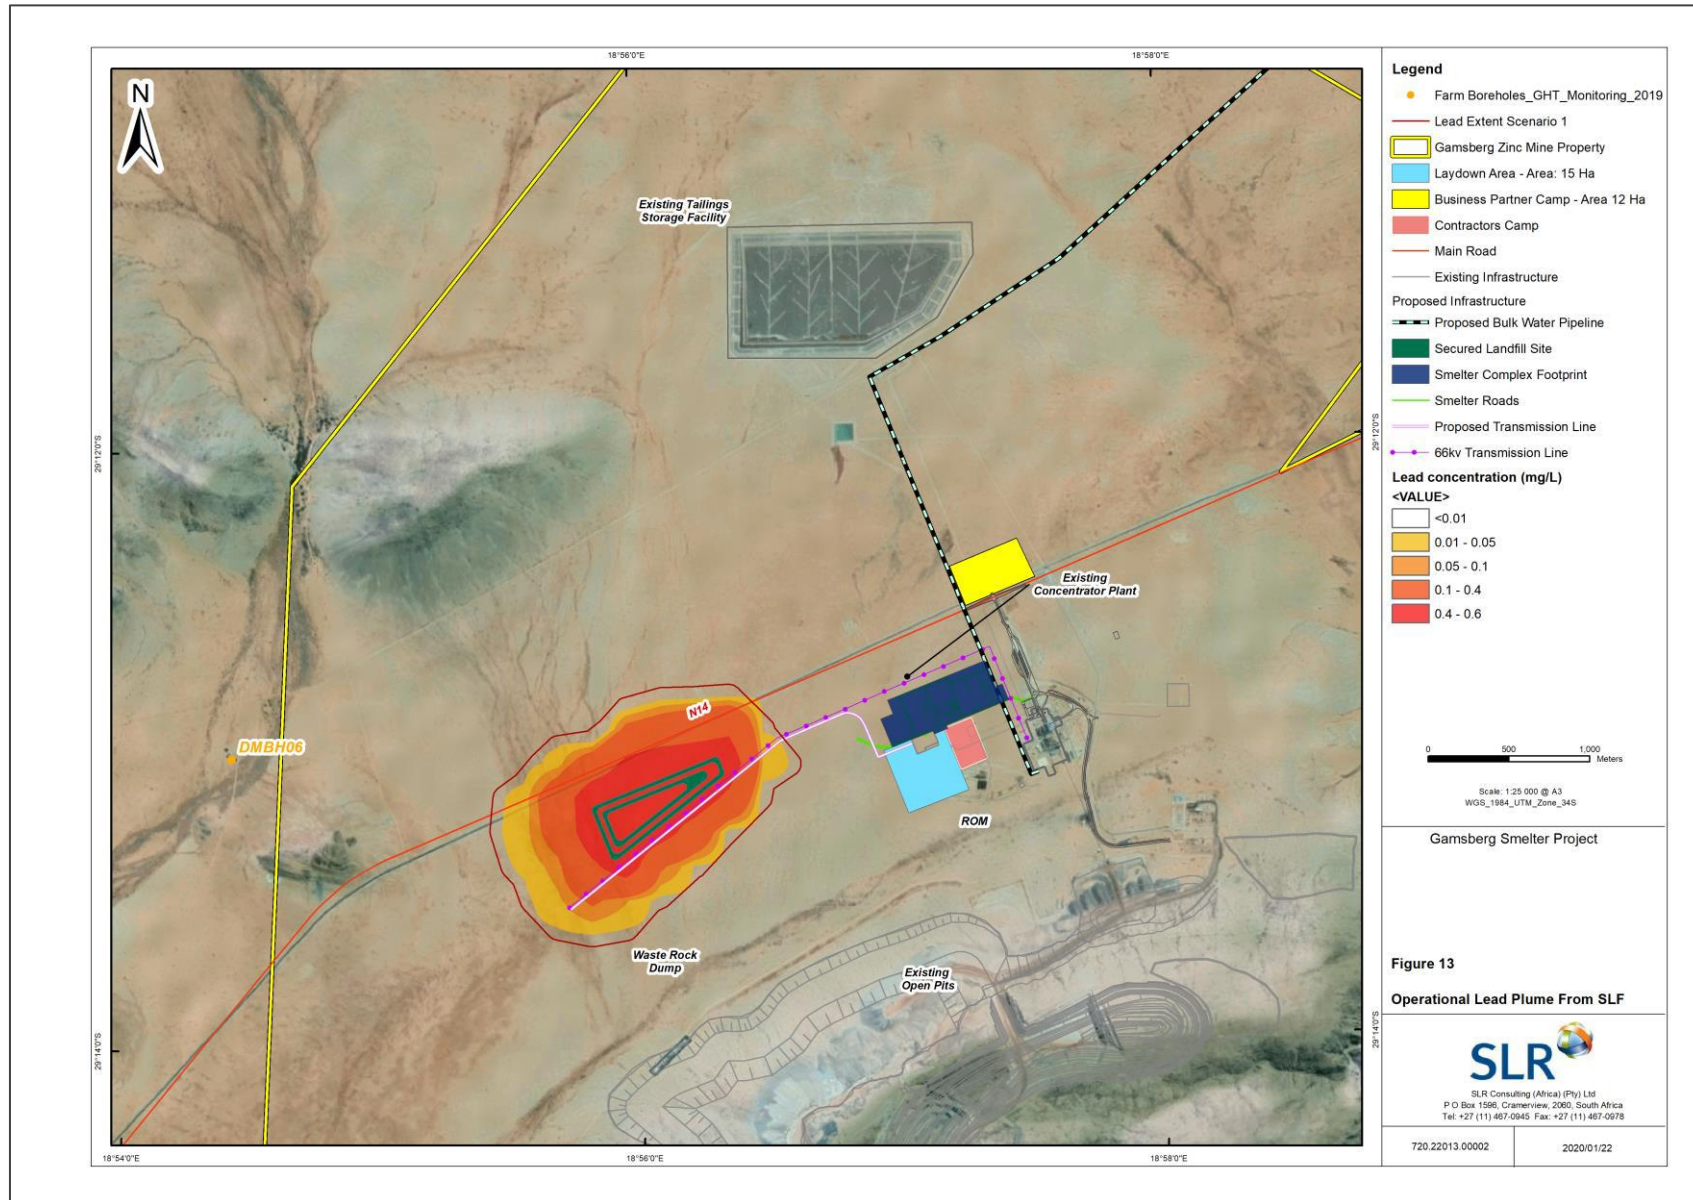 18°56'0"E
18°58'0"E
N
Existing Tailings
Storage Facility
29°12'0"S
29°12'0"S
Existing
Concentrator Plant
N14
DMBH06
ROM
Waste Rock
Dump
Existing
Open Pits
29°14'0"S
29°14'0"S
18°54'0"E
18°56'0"E
18°58'0"E
Legend
Farm Boreholes_GHT_Monitoring_2019
Lead Extent Scenario 1
Gamsberg Zinc Mine Property
Laydown Area - Area: 15 Ha
Business Partner Camp - Area 12 Ha
Contractors Camp
Main Road
Existing Infrastructure
Proposed Infrastructure
Proposed Bulk Water Pipeline
Secured Landfill Site
Smelter Complex Footprint
Smelter Roads
Proposed Transmission Line
66kv Transmission Line
Lead concentration (mg/L)
<VALUE>
<0.01
0.01 - 0.05
0.05 - 0.1
0.1 - 0.4
0.4 - 0.6
0 500 1,000
Meters
Scale: 1:25 000 @ A3
WGS_1984_UTM_Zone_34S
Gamsberg Smelter Project
Figure 13
Operational Lead Plume From SLF
SLR
SLR Consulting (Africa) (Pty) Ltd
P O Box 1596, Cramerview, 2060, South Africa
Tel: +27 (11) 467-0945 Fax: +27 (11) 467-0978
720.22013.00002
2020/01/22